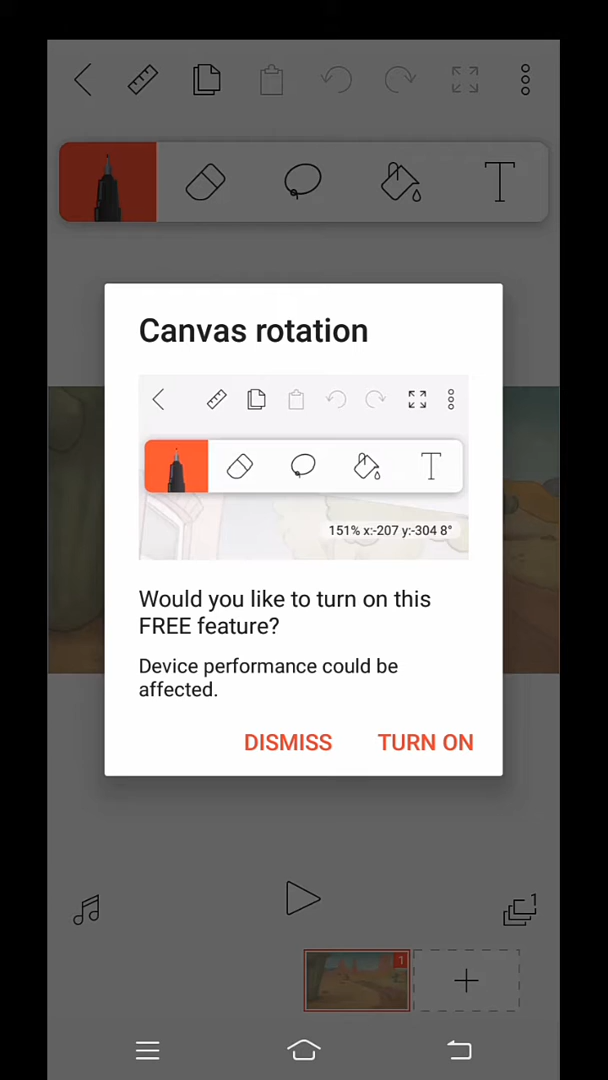 T
Canvas rotation
T
151% x:-207 y:-304 8°
Would you like to turn on this
FREE feature?
Device performance could be
affected.
DISMISS TURN ON
1
1